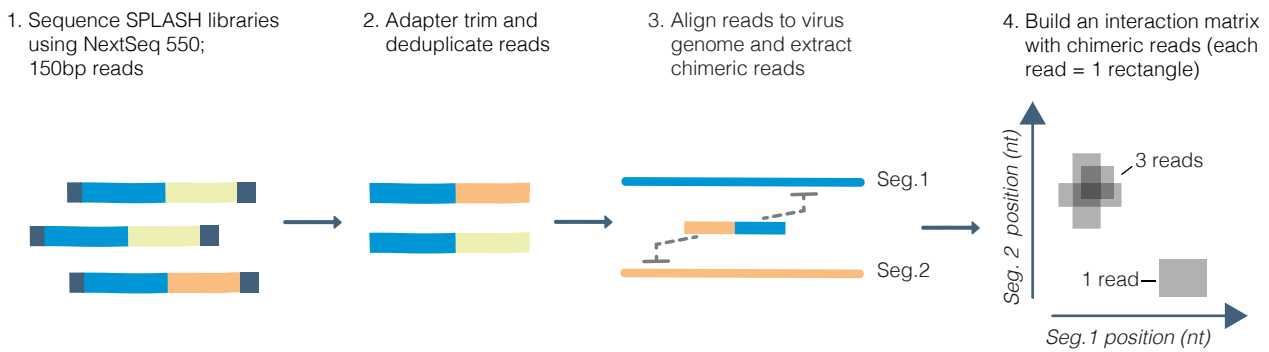 1. Sequence SPLASH libraries
using NextSeq 550;
150bp reads
2. Adapter trim and
deduplicate reads
3. Align reads to virus
genome and extract
chimeric reads
4. Build an interaction matrix
with chimeric reads (each
read = 1 rectangle)
Seg.1
Seg.2
Seg. 2 position (nt)
3 reads
1 read
Seg.1 position (nt)